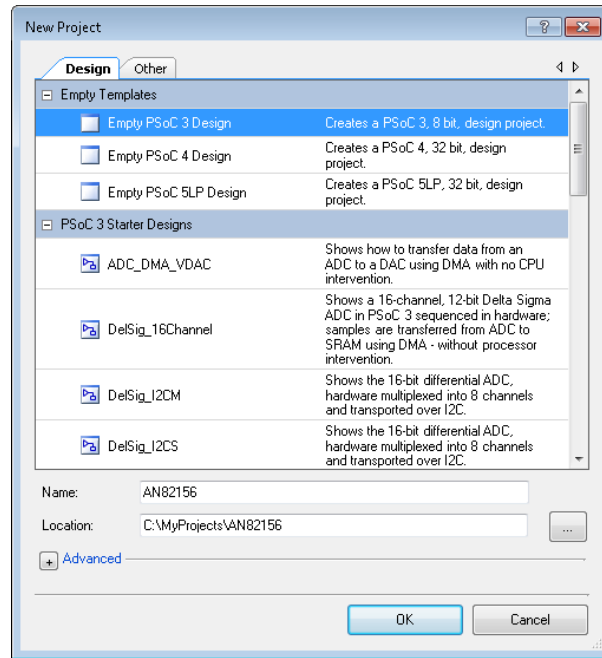 New Project
Design Other
Empty Templates
Empty PSoC 3 Design Creates a PSoC 3, 8 bit, design project.
Empty PSoC 4 Design Creates a PSoC 4, 32 bit, design
project.
Empty PSoC 5LP Design Creates a PSoC 5LP, 32 bit, design
project.
PSoC 3 Starter Designs
ADC_DMA_VDAC Shows how to transfer data from an
ADC to a DAC using DMA with no CPU
intervention.
DelSig_16Channel Shows a 16-channel, 12-bit Delta Sigma
ADC in PSoC 3 sequenced in hardware;
samples are transferred from ADC to
SRAM using DMA - without processor
intervention.
DelSig_I2CM Shows the 16-bit differential ADC,
hardware multiplexed into 8 channels
and transported over I2C.
DelSig_I2CS Shows the 16-bit differential ADC,
hardware multiplexed into 8 channels
and transported over I2C.
Name: AN82156
Location: C:\MyProjects\AN82156
...
Advanced
OK Cancel